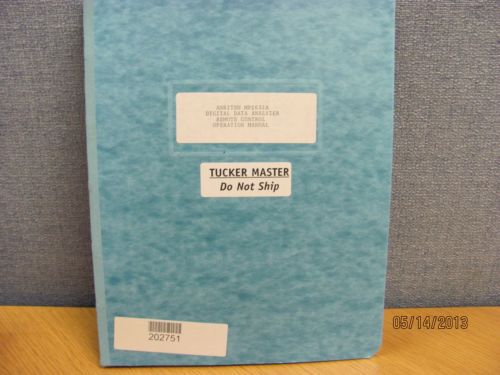 ANRITSU MP1632A
DIGITAL DATA ANALYZER
REMOTE CONTROL
OPERATION MANUAL
TUCKER MASTER
Do Not Ship
202751
05/14/2013